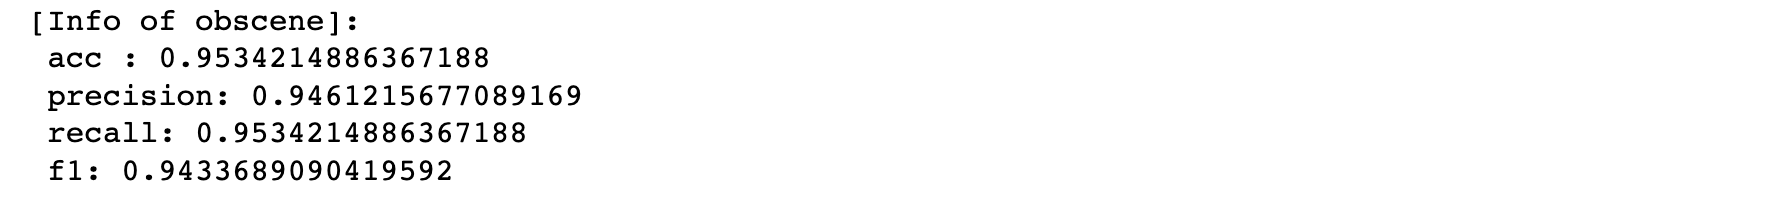 [Info of obscene]:
acc : 0.9534214886367188
precision: 0.9461215677089169
recall: 0.9534214886367188
f1: 0.9433689090419592